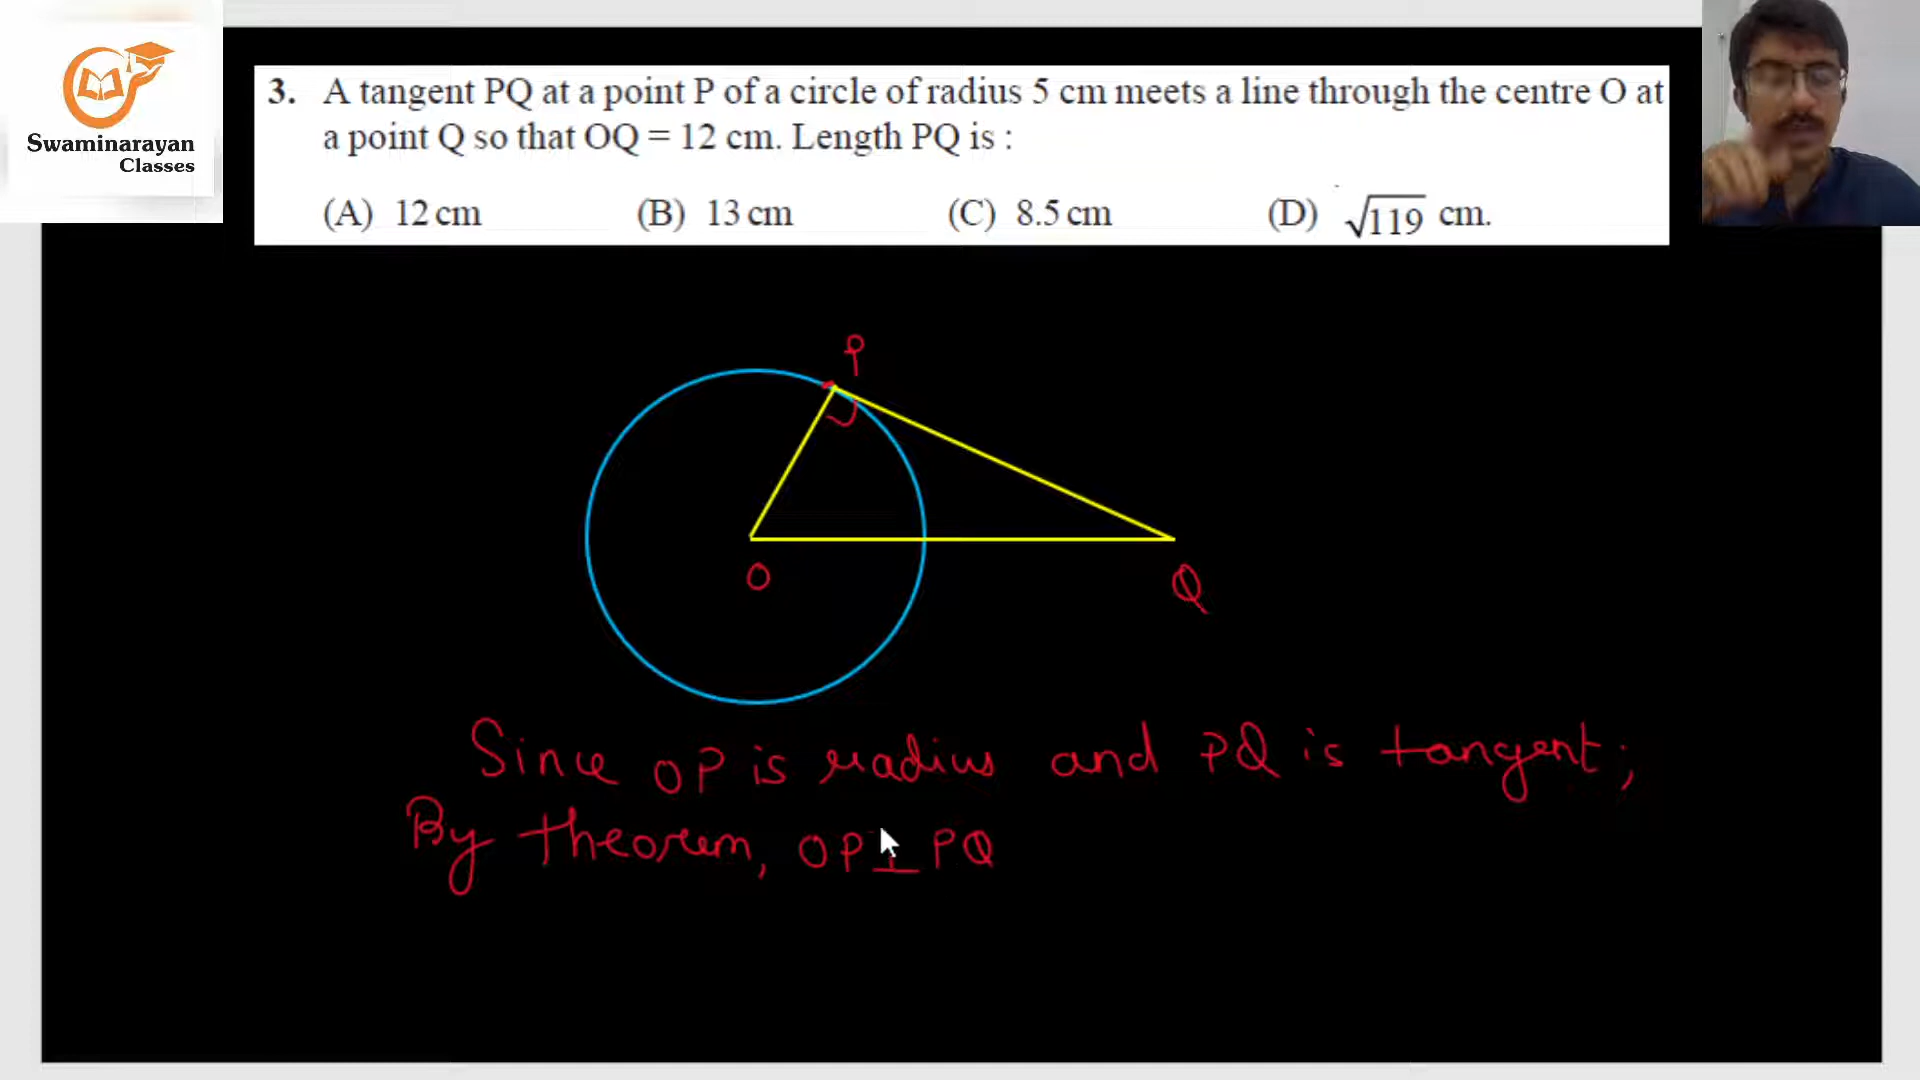 Swaminarayan
Classes
3. A tangent PQ at a point P of a circle of radius 5 cm meets a line through the centre O at
a point Q so that OQ = 12 cm. Length PQ is :
(A) 12 cm (B) 13 cm (C) 8.5 cm (D) √119 cm.
P
O
Q
Since OP is radius and PQ is tangent;
By theorem, OP ⊥ PQ